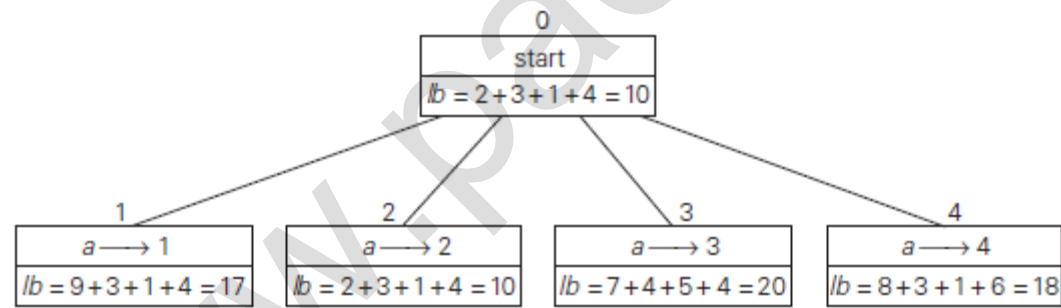 0
start
lb = 2+3+1+4 = 10
1
2
3
4
a → 1
a → 2
a → 3
a → 4
lb = 9+3+1+4 = 17
lb = 2+3+1+4 = 10
lb = 7+4+5+4 = 20
lb = 8+3+1+6 = 18